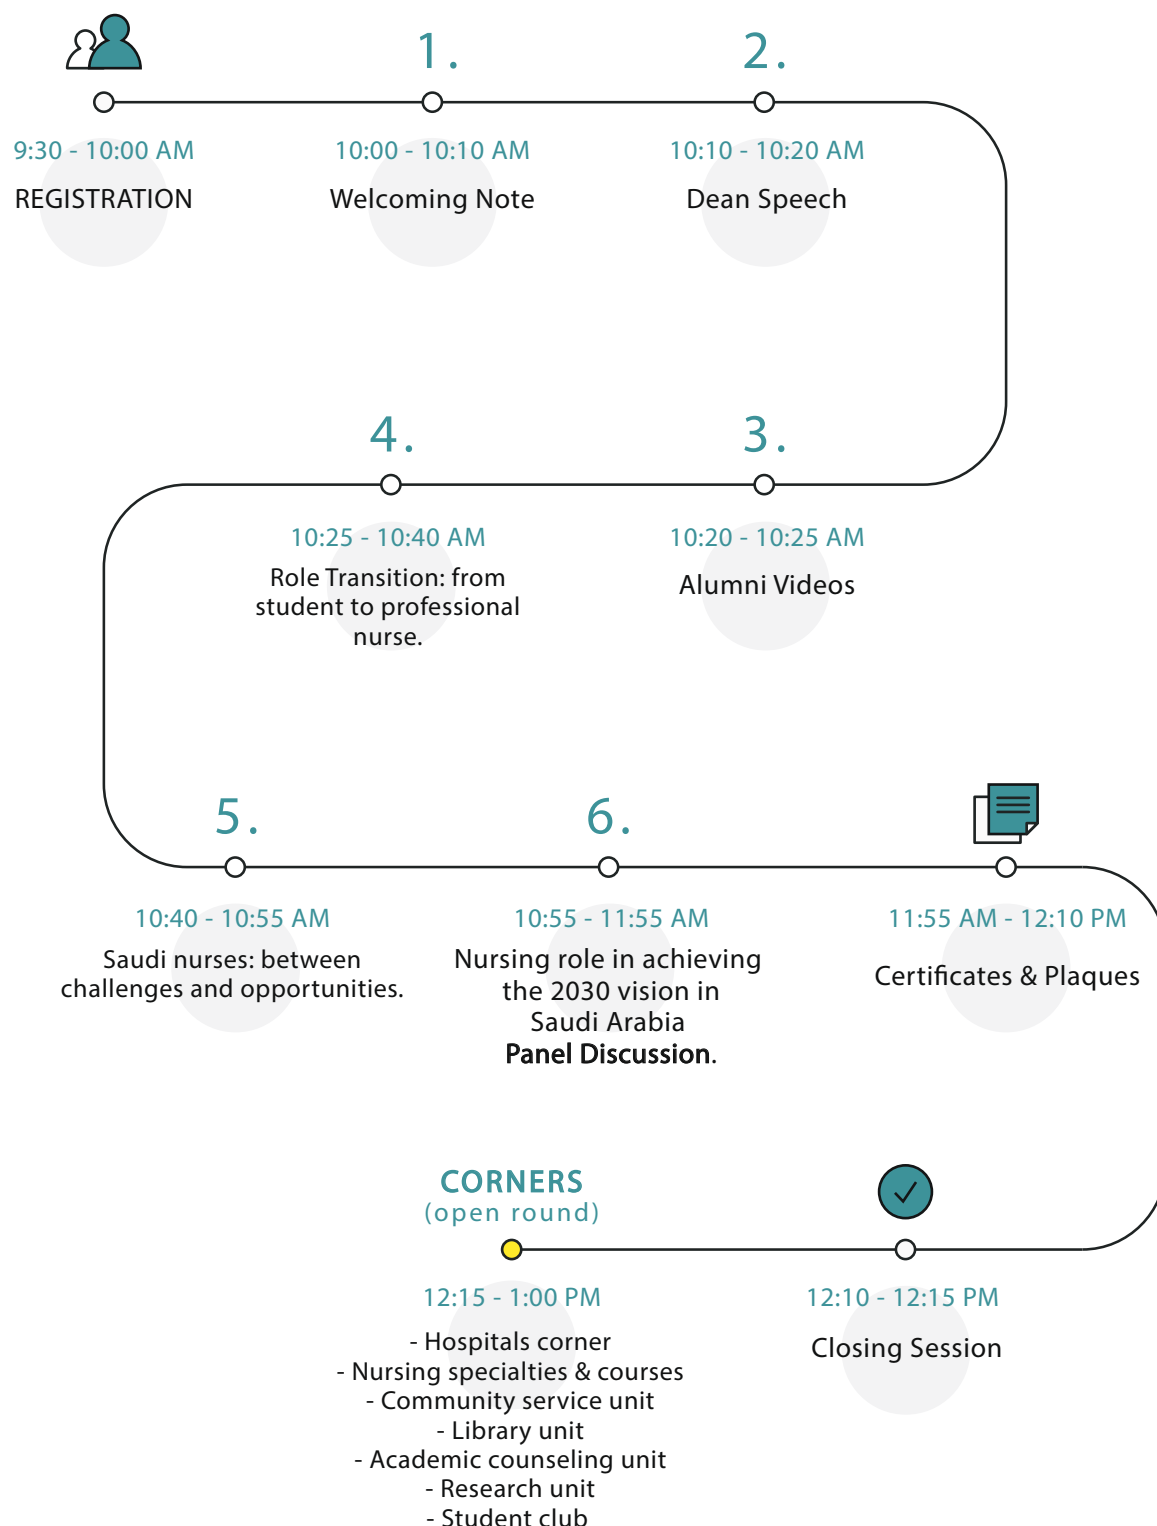 1.
9:30 - 10:00 AM
REGISTRATION
10:00 - 10:10 AM
Welcoming Note
2.
10:10 - 10:20 AM
Dean Speech
3.
10:20 - 10:25 AM
Alumni Videos
4.
10:25 - 10:40 AM
Role Transition: from
student to professional
nurse.
5.
10:40 - 10:55 AM
Saudi nurses: between
challenges and opportunities.
6.
10:55 - 11:55 AM
Nursing role in achieving
the 2030 vision in
Saudi Arabia
Panel Discussion.
11:55 AM - 12:10 PM
Certificates & Plaques
12:10 - 12:15 PM
Closing Session
CORNERS
(open round)
12:15 - 1:00 PM
- Hospitals corner
- Nursing specialties & courses
- Community service unit
- Library unit
- Academic counseling unit
- Research unit
- Student club